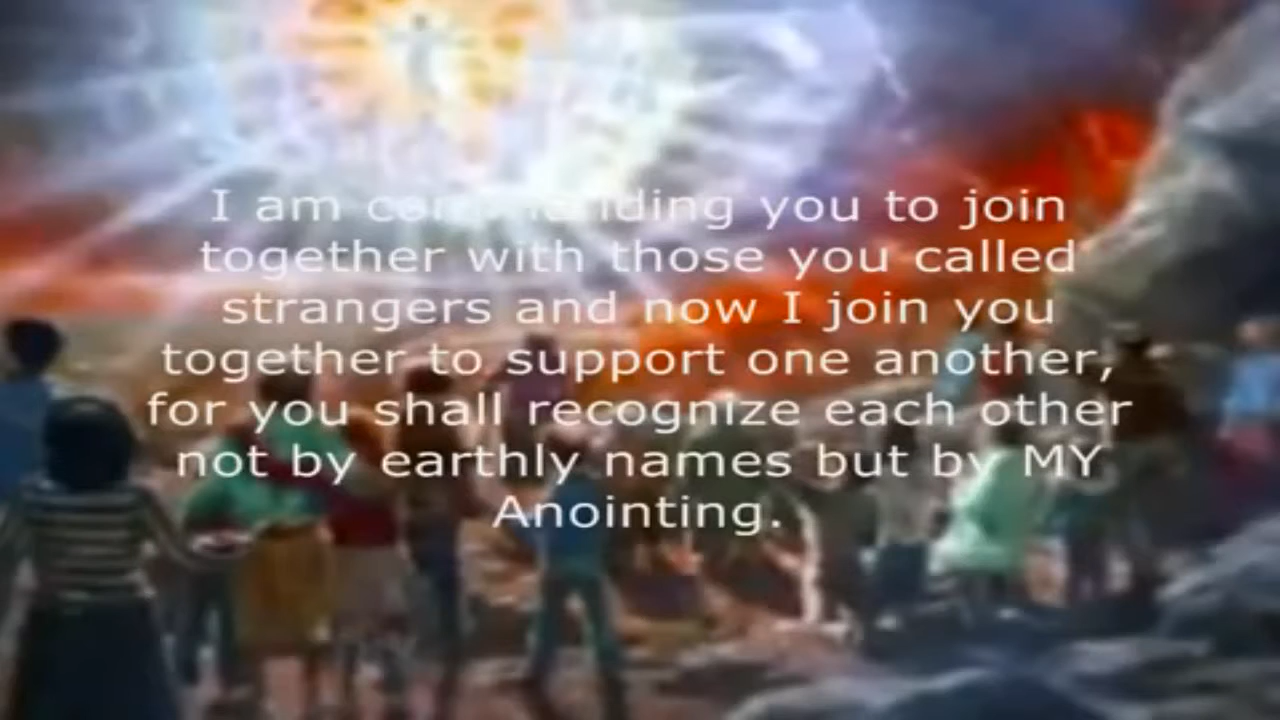 I am commanding you to join
together with those you called
strangers and now I join you
together to support one another,
for you shall recognize each other
not by earthly names but by MY
Anointing.